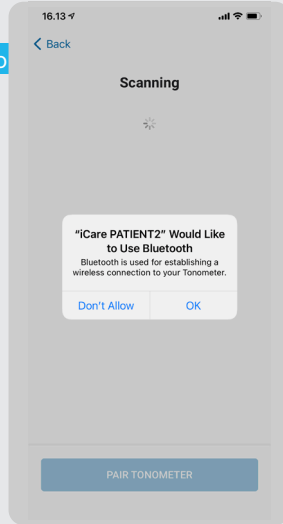 16.13
Back
Scanning
“iCare PATIENT2” Would Like
to Use Bluetooth
Bluetooth is used for establishing a
wireless connection to your Tonometer.
Don't Allow
OK
PAIR TONOMETER